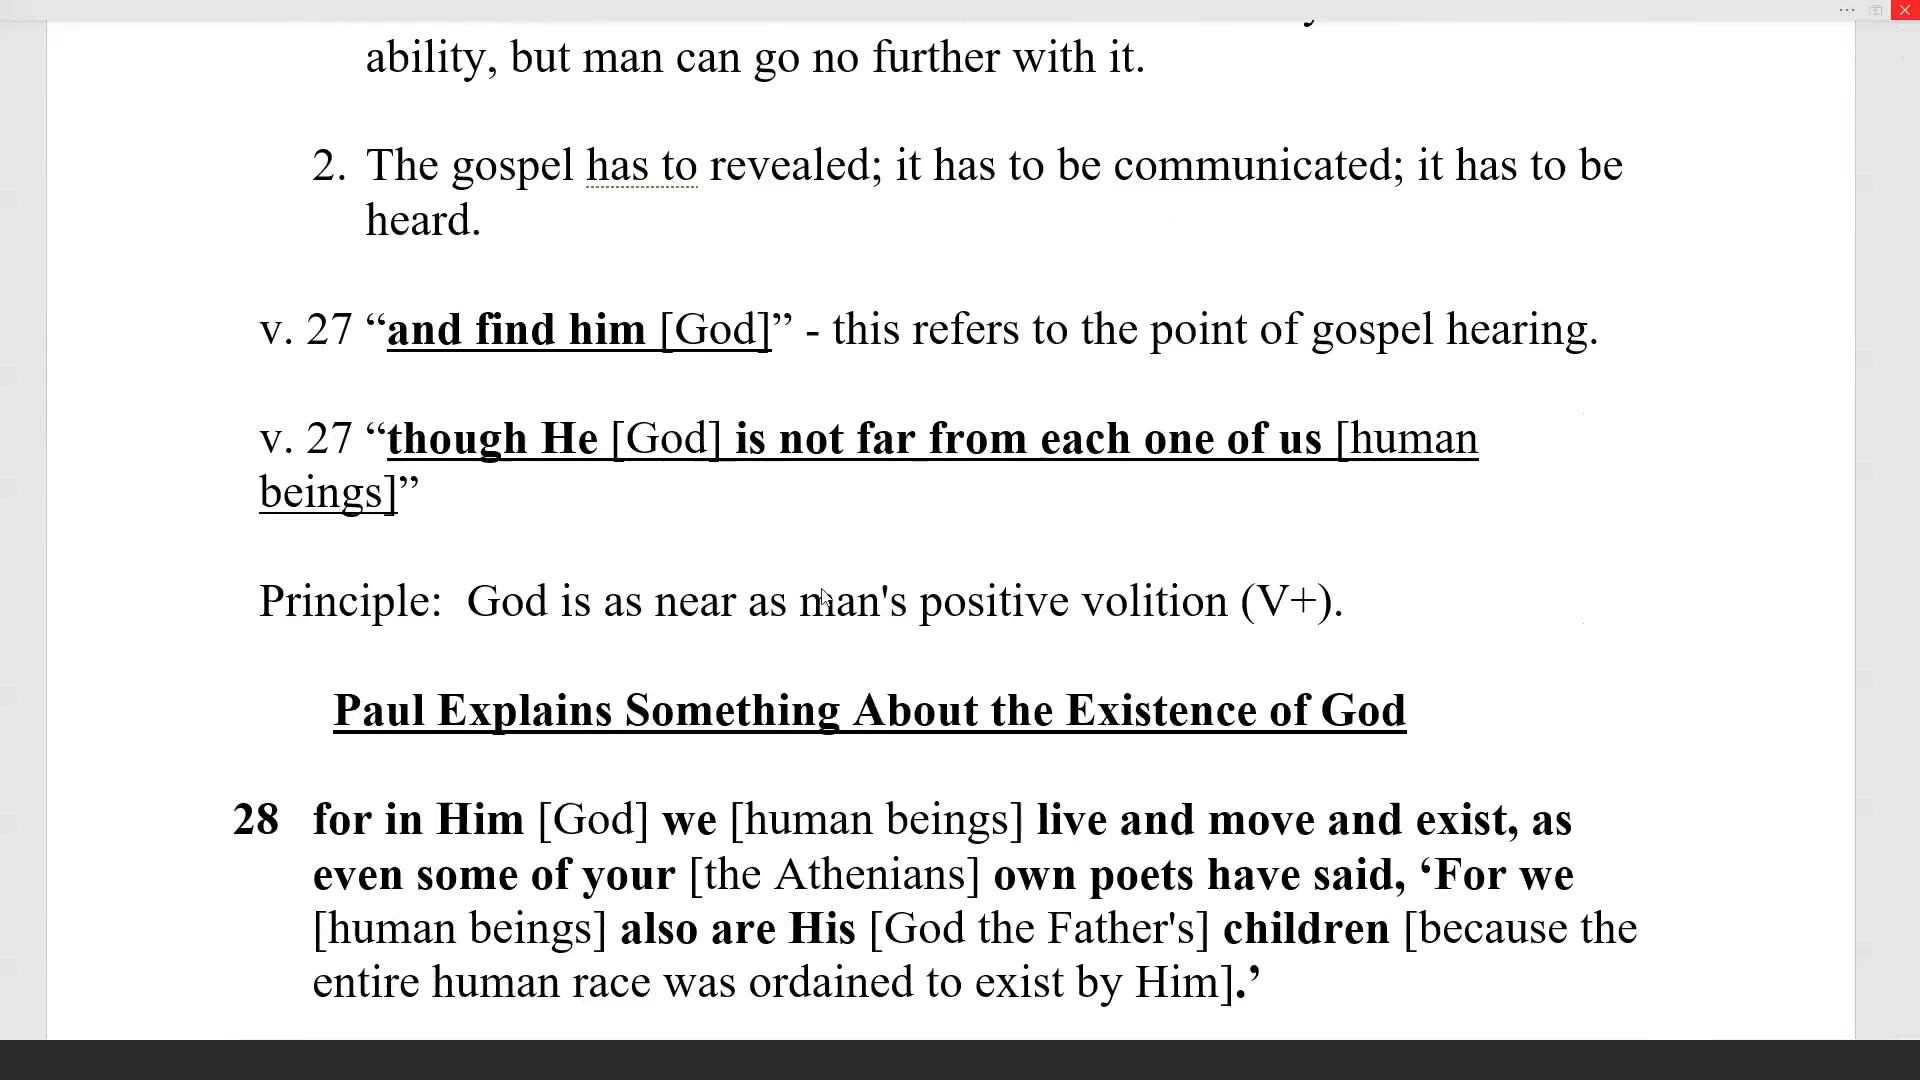 ability, but man can go no further with it.
2. The gospel has to revealed; it has to be communicated; it has to be
heard.
v. 27 “and find him [God]” - this refers to the point of gospel hearing.
v. 27 “though He [God] is not far from each one of us [human
beings]”
Principle:  God is as near as man's positive volition (V+).
Paul Explains Something About the Existence of God
28 for in Him [God] we [human beings] live and move and exist, as
even some of your [the Athenians] own poets have said, ‘For we
[human beings] also are His [God the Father's] children [because the
entire human race was ordained to exist by Him].’